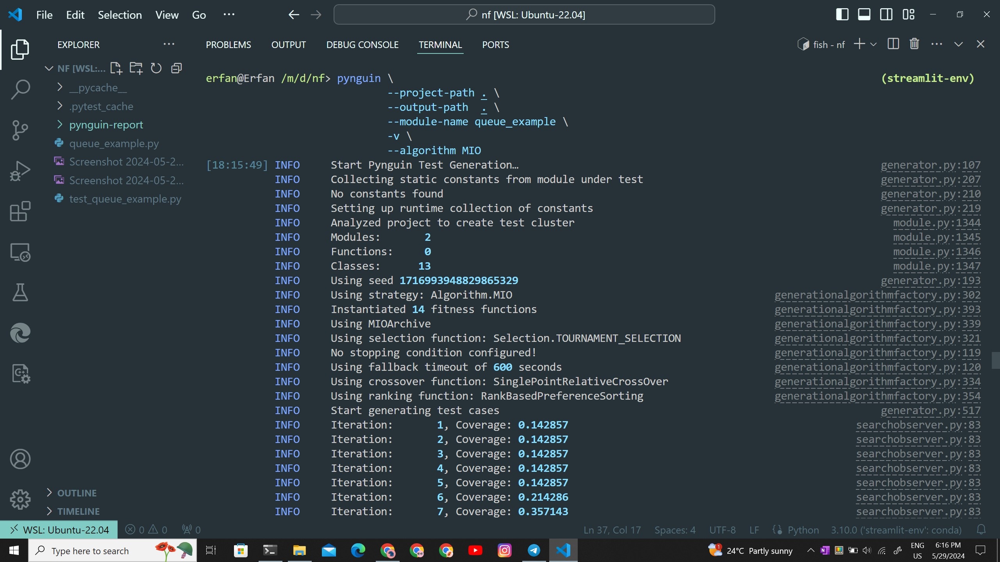 File Edit Selection View Go ...
nf [WSL: Ubuntu-22.04]
EXPLORER
NF [WSL:...
__pycache__
.pytest_cache
pynguin-report
queue_example.py
Screenshot 2024-05-2...
Screenshot 2024-05-2...
test_queue_example.py
OUTLINE
TIMELINE
PROBLEMS OUTPUT DEBUG CONSOLE TERMINAL PORTS
fish - nf
erfan@Erfan /m/d/nf> pynguin \ (streamlit-env)
--project-path . \
--output-path . \
--module-name queue_example \
-v \
--algorithm MIO
[18:15:49] INFO Start Pynguin Test Generation… generator.py:107
INFO Collecting static constants from module under test generator.py:207
INFO No constants found generator.py:210
INFO Setting up runtime collection of constants generator.py:219
INFO Analyzed project to create test cluster module.py:1344
INFO Modules: 2 module.py:1345
INFO Functions: 0 module.py:1346
INFO Classes: 13 module.py:1347
INFO Using seed 1716993948829865329 generator.py:193
INFO Using strategy: Algorithm.MIO generationalgorithmfactory.py:302
INFO Instantiated 14 fitness functions generationalgorithmfactory.py:393
INFO Using MIOArchive generationalgorithmfactory.py:339
INFO Using selection function: Selection.TOURNAMENT_SELECTION generationalgorithmfactory.py:321
INFO No stopping condition configured! generationalgorithmfactory.py:119
INFO Using fallback timeout of 600 seconds generationalgorithmfactory.py:120
INFO Using crossover function: SinglePointRelativeCrossOver generationalgorithmfactory.py:334
INFO Using ranking function: RankBasedPreferenceSorting generationalgorithmfactory.py:354
INFO Start generating test cases generator.py:517
INFO Iteration: 1, Coverage: 0.142857 searchobserver.py:83
INFO Iteration: 2, Coverage: 0.142857 searchobserver.py:83
INFO Iteration: 3, Coverage: 0.142857 searchobserver.py:83
INFO Iteration: 4, Coverage: 0.142857 searchobserver.py:83
INFO Iteration: 5, Coverage: 0.142857 searchobserver.py:83
INFO Iteration: 6, Coverage: 0.214286 searchobserver.py:83
INFO Iteration: 7, Coverage: 0.357143 searchobserver.py:83
WSL: Ubuntu-22.04 0 0 0 Ln 37, Col 17 Spaces: 4 UTF-8 LF Python 3.10.0 ('streamlit-env': conda)
Type here to search
1
24°C Partly sunny
ENG
US
6:16 PM
5/29/2024